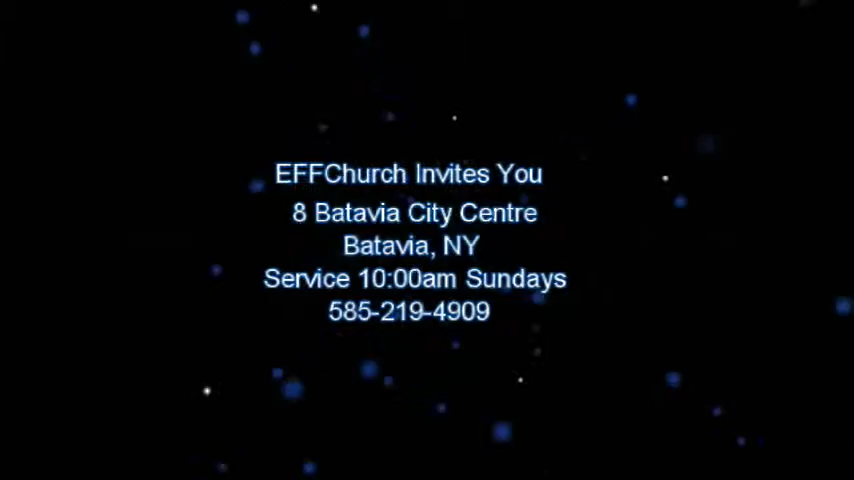 EFFChurch Invites You
8 Batavia City Centre
Batavia, NY
Service 10:00am Sundays
585-219-4909